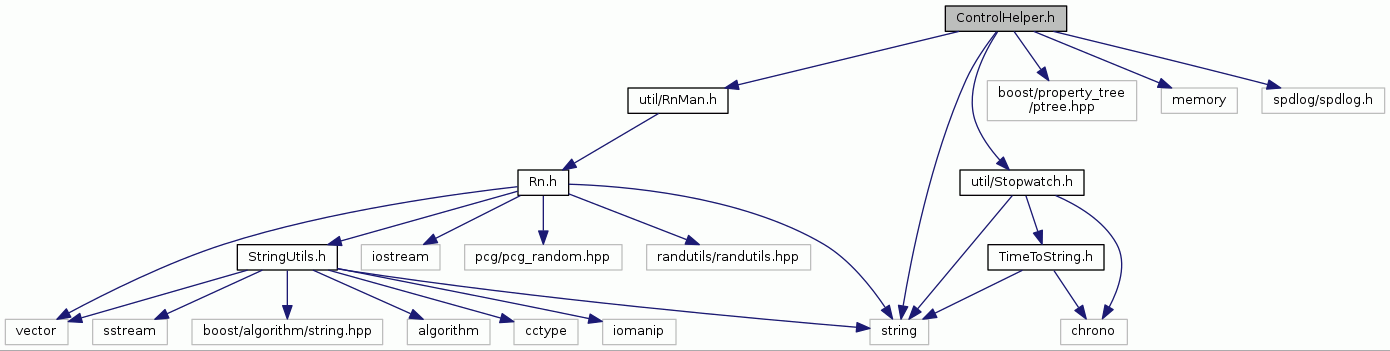 ControlHelper.h
util/RnMan.h
boost/property_tree
/ptree.hpp
memory
spdlog/spdlog.h
Rn.h
util/Stopwatch.h
StringUtils.h
iostream
pcg/pcg_random.hpp
randutils/randutils.hpp
TimeToString.h
vector
sstream
boost/algorithm/string.hpp
algorithm
cctype
iomanip
string
chrono